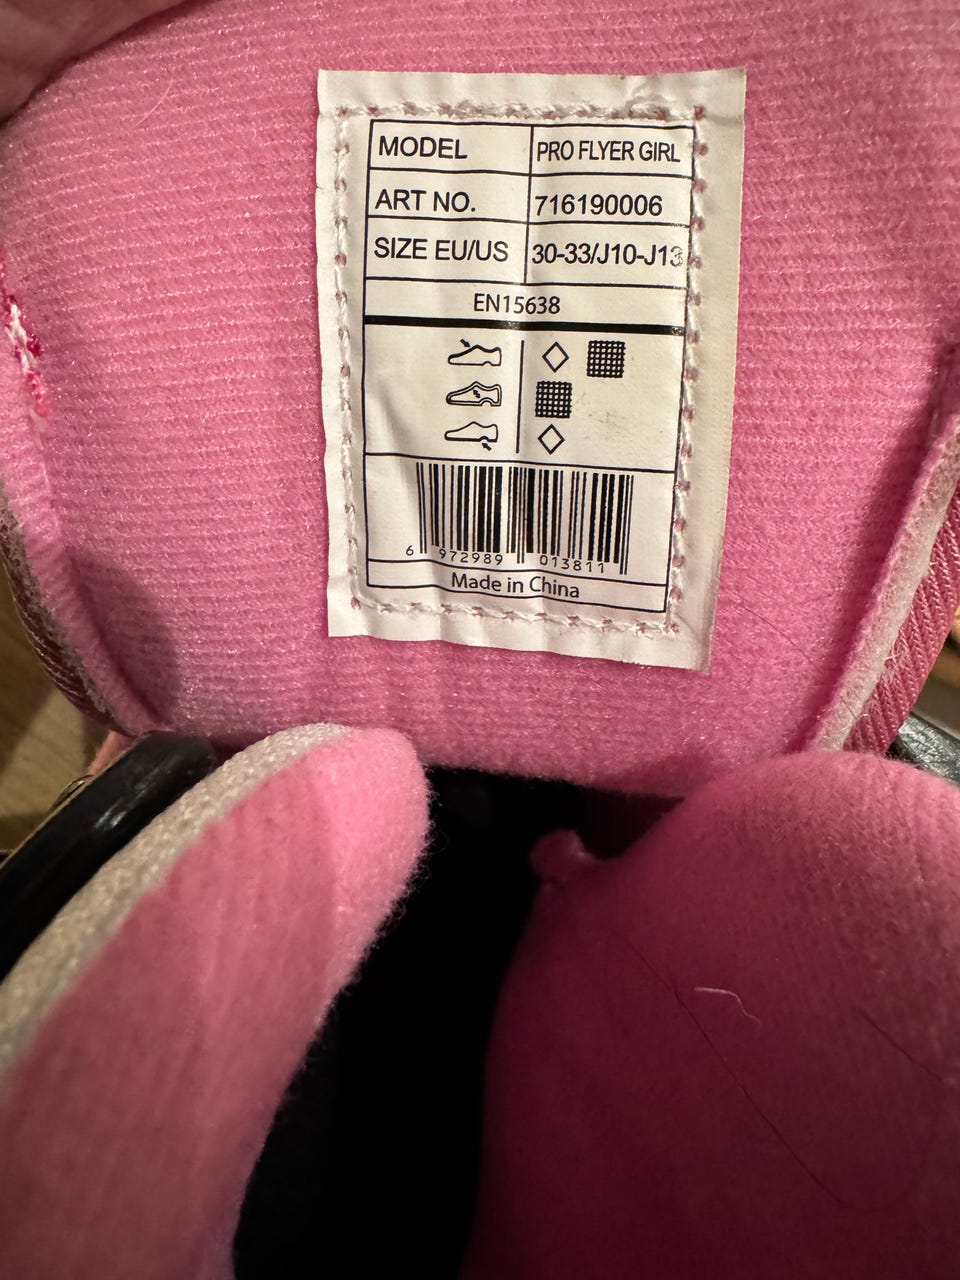 MODEL PRO FLYER GIRL
ART NO. 716190006
SIZE EU/US 30-33/J10-J13
EN15638
6 972989 013811
Made in China